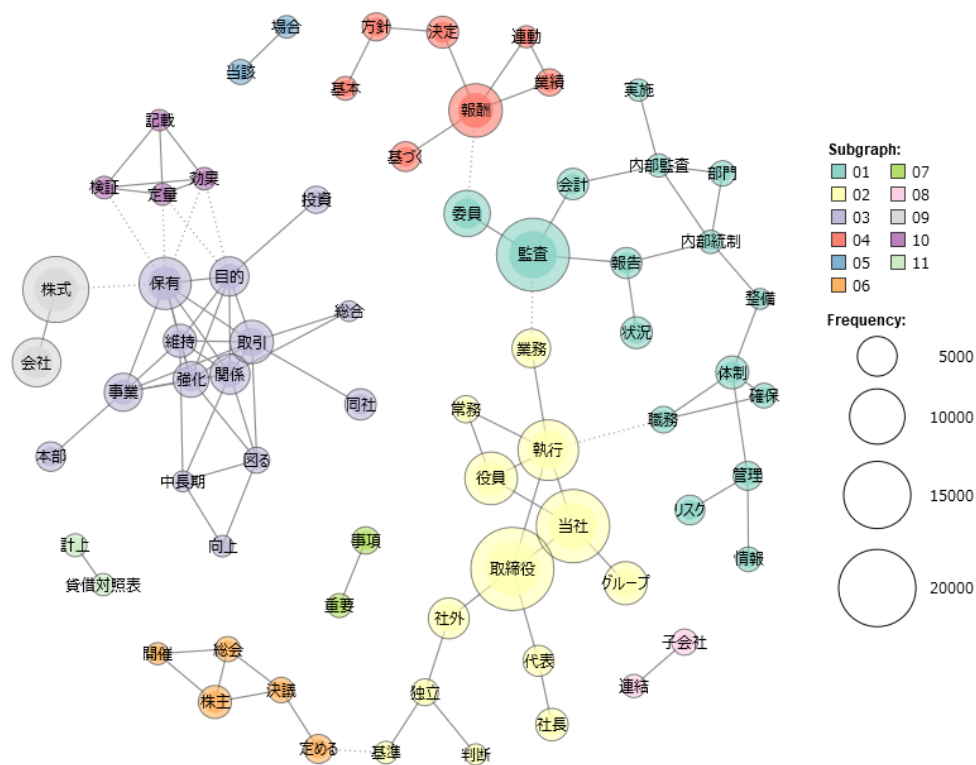 場合
当該
方針
決定
連動
基本
業績
報酬
基づく
実施
内部監査
部門
会計
委員
監査
報告
内部統制
整備
状況
記載
検証
定量
効果
投資
株式
保有
目的
総合
会社
維持
取引
事業
強化
関係
同社
本部
中長期
図る
向上
業務
体制
確保
職務
常務
執行
役員
管理
リスク
当社
情報
取締役
グループ
計上
貸借対照表
事項
重要
社外
開催
総会
株主
決議
代表
子会社
連結
独立
社長
定める
基準
判断
Subgraph:
01
02
03
04
05
06
07
08
09
10
11
Frequency:
5000
10000
15000
20000